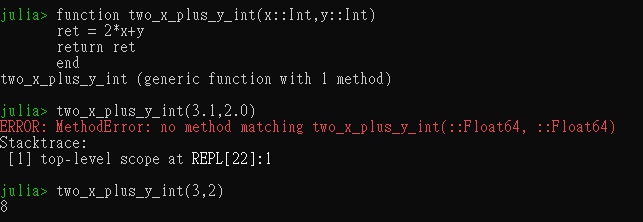 julia> function two_x_plus_y_int(x::Int,y::Int)
ret = 2*x+y
return ret
end
two_x_plus_y_int (generic function with 1 method)
julia> two_x_plus_y_int(3.1,2.0)
ERROR: MethodError: no method matching two_x_plus_y_int(::Float64, ::Float64)
Stacktrace:
[1] top-level scope at REPL[22]:1
julia> two_x_plus_y_int(3,2)
8